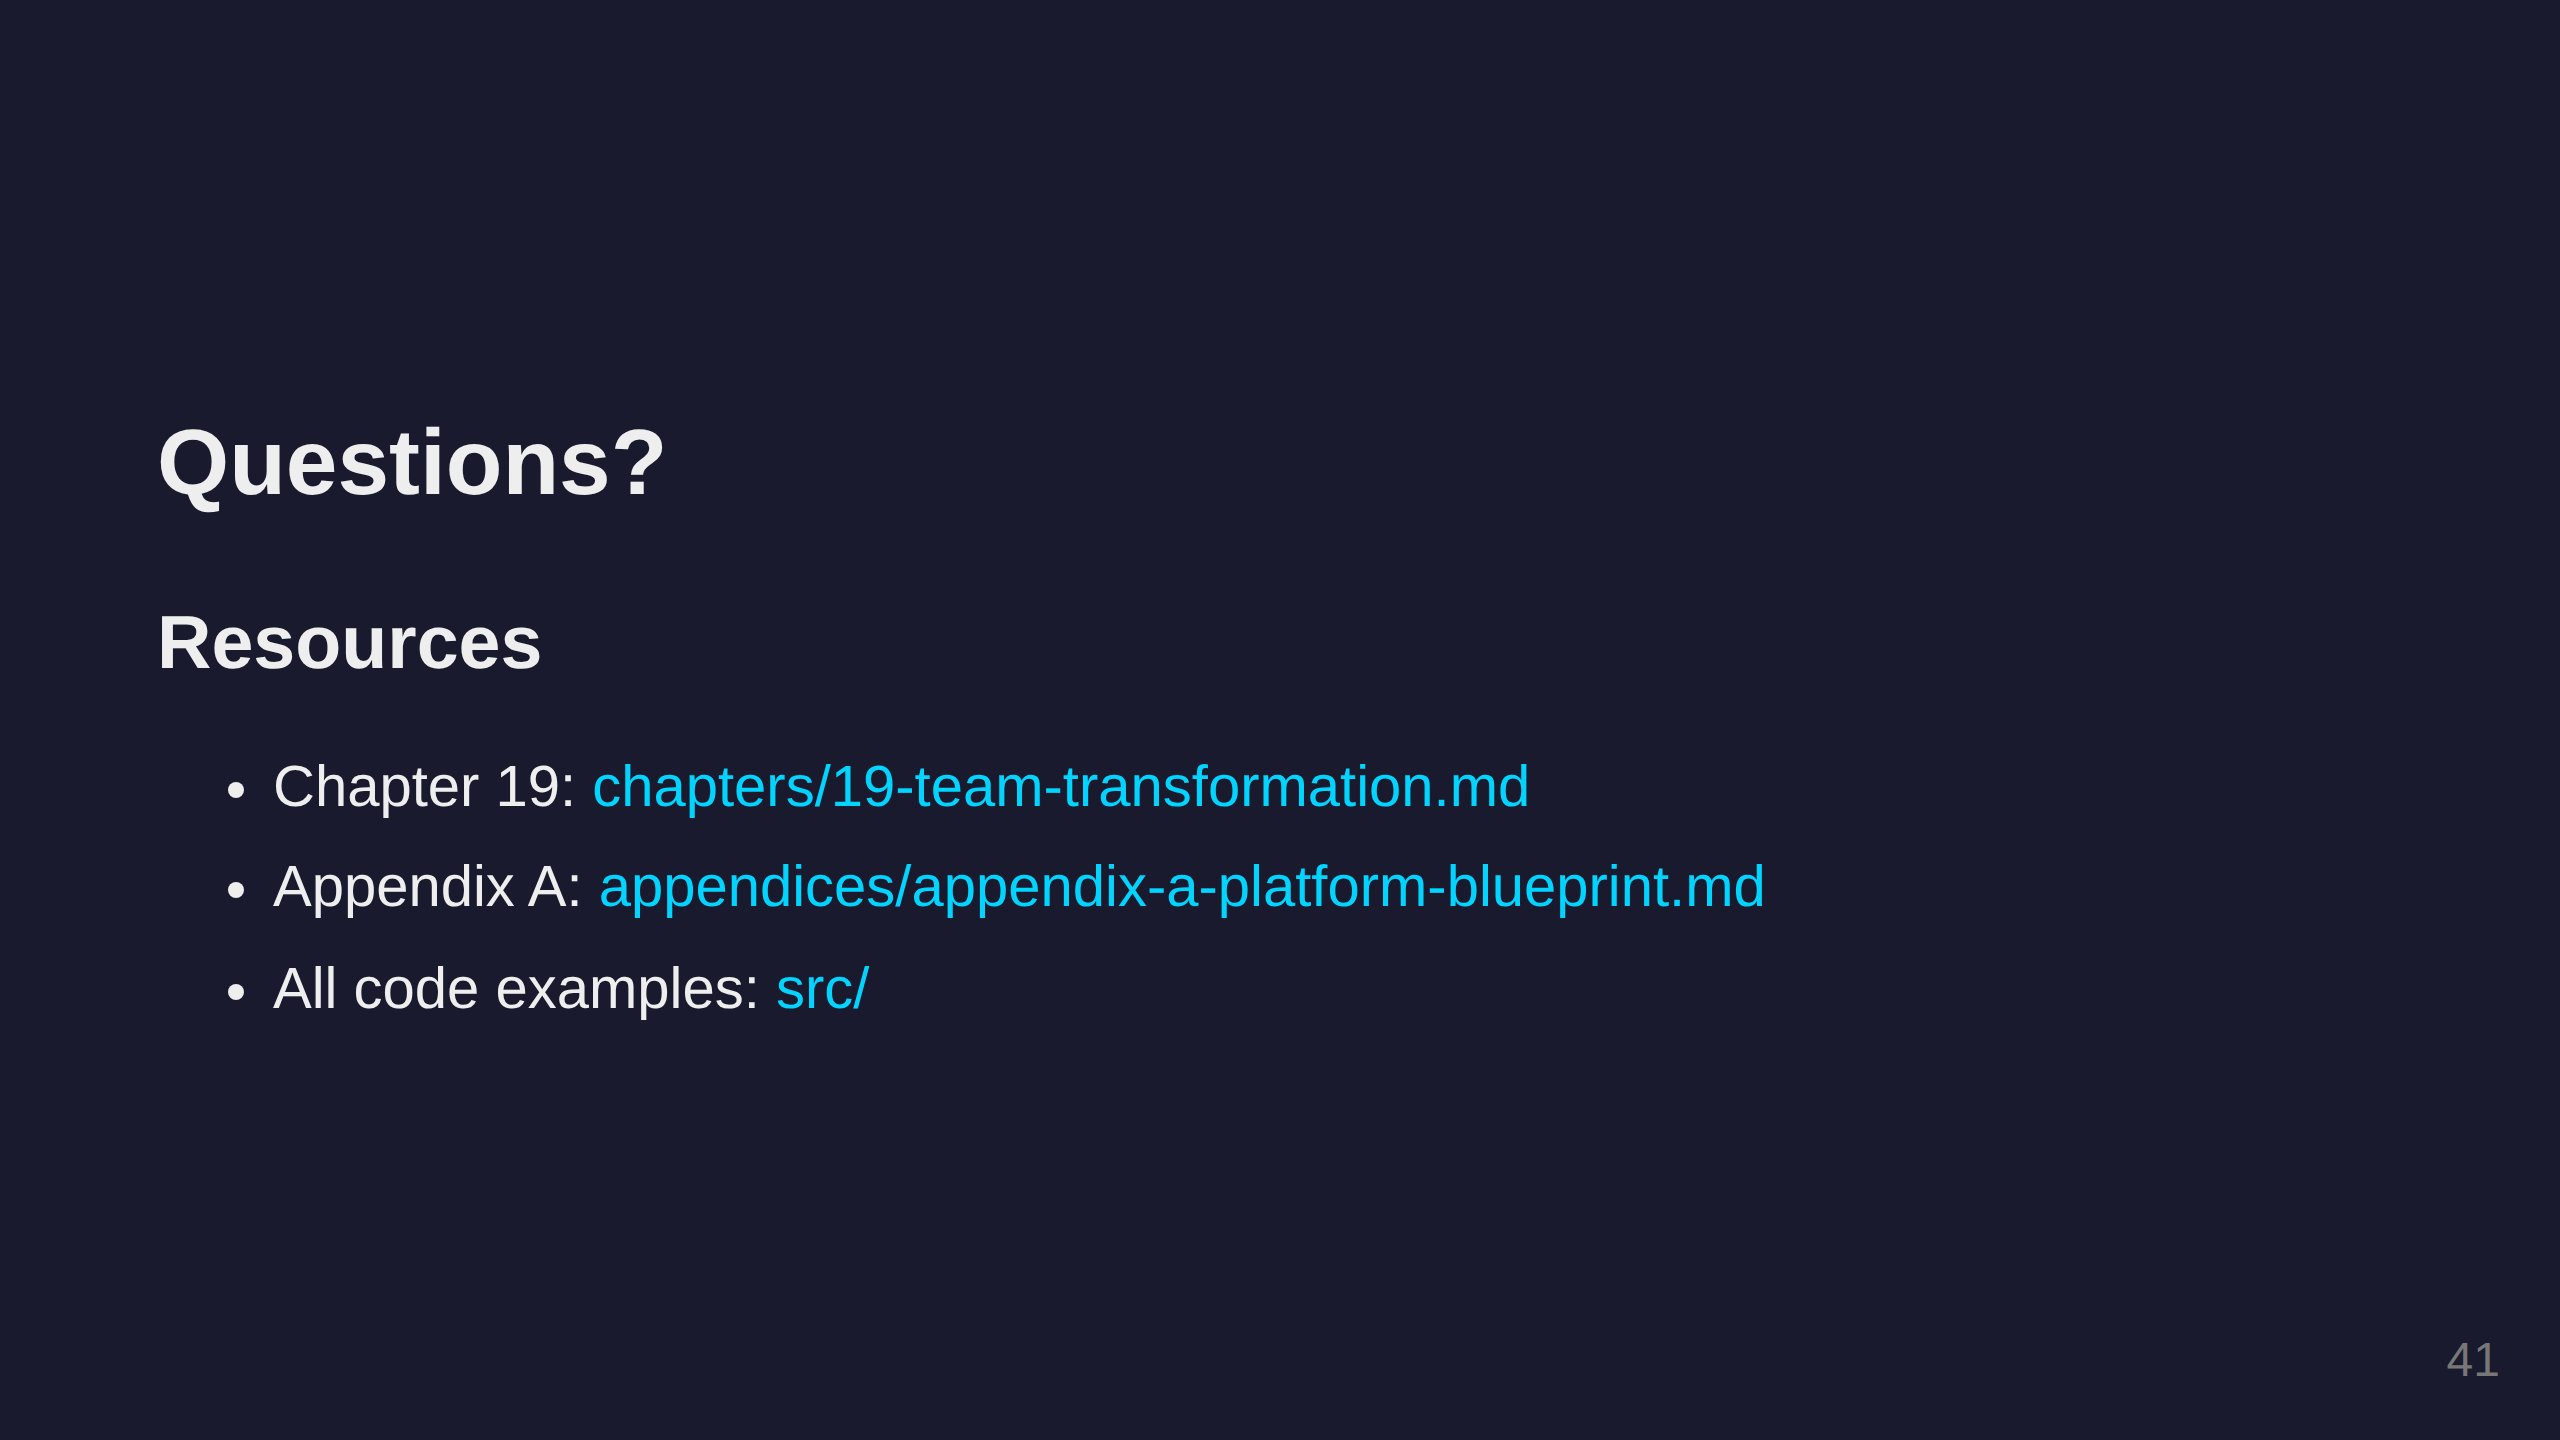 Questions?
Resources
• Chapter 19: chapters/19-team-transformation.md
• Appendix A: appendices/appendix-a-platform-blueprint.md
• All code examples: src/
41